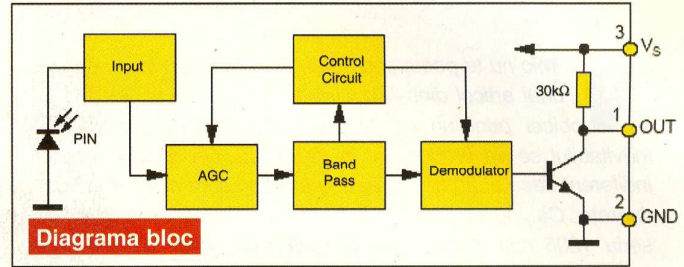 Input
Control
Circuit
3 VS
30kΩ
PIN
1 OUT
AGC
Band
Pass
Demodulator
2 GND
Diagrama bloc